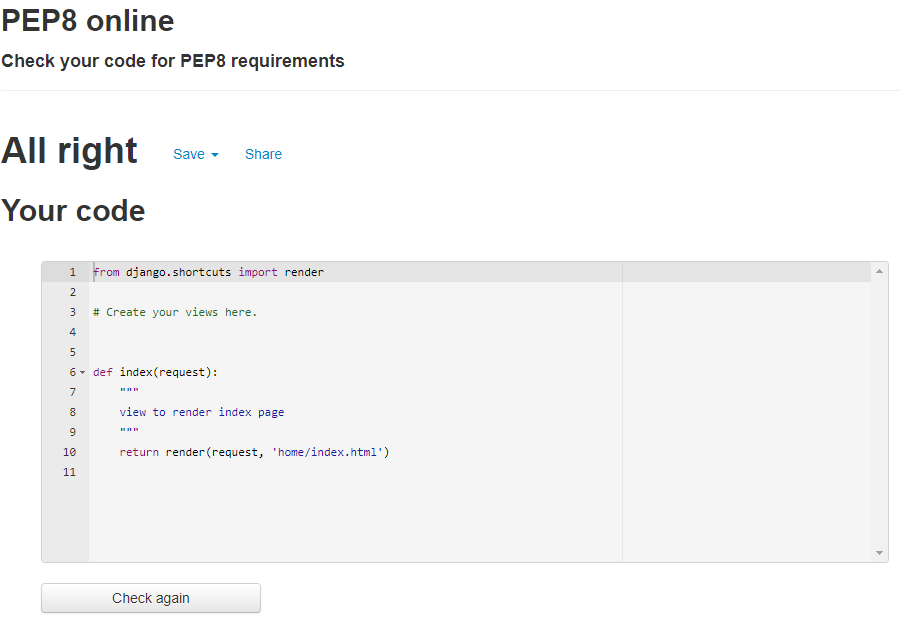 PEP8 online
Check your code for PEP8 requirements
All right Save Share
Your code
1 from django.shortcuts import render
2
3 # Create your views here.
4
5
6 def index(request):
7     """
8     view to render index page
9     """
10     return render(request, 'home/index.html')
11
Check again